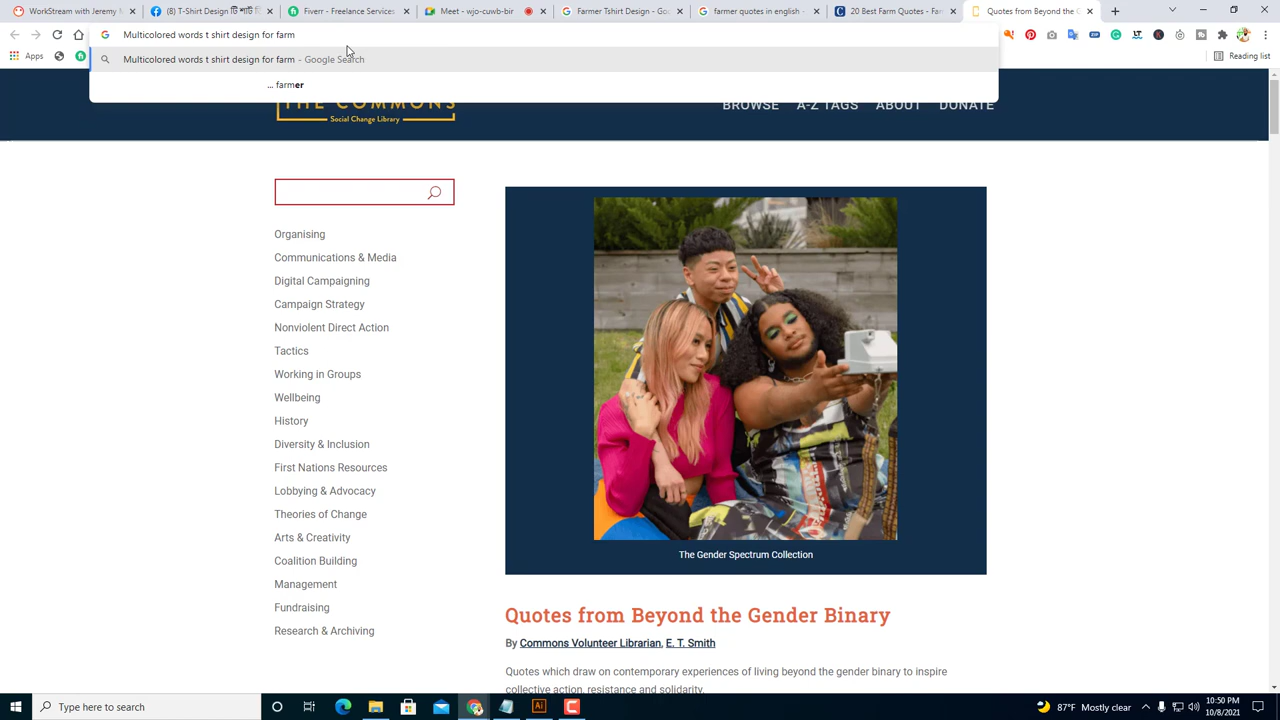 WorkStream with Jeremy
(8) T-Shirt Design
Fiverr - Freelance Services
Meet - wjo-cuwb-bir
Farmer Tshirt Design - Goo
farmer quotes in english -
20 Best Farm Quotes - Farm
Quotes from Beyond the Ge
Multicolored words t shirt design for farm
Apps
Multicolored words t shirt design for farm - Google Search
... farmer
Reading list
THE COMMONS
Social Change Library
BROWSE
A-Z TAGS
ABOUT
DONATE
Organising
Communications & Media
Digital Campaigning
Campaign Strategy
Nonviolent Direct Action
Tactics
Working in Groups
Wellbeing
History
Diversity & Inclusion
First Nations Resources
Lobbying & Advocacy
Theories of Change
Arts & Creativity
Coalition Building
Management
Fundraising
Research & Archiving
The Gender Spectrum Collection
Quotes from Beyond the Gender Binary
By Commons Volunteer Librarian, E. T. Smith
Quotes which draw on contemporary experiences of living beyond the gender binary to inspire
collective action, resistance and solidarity.
Type here to search
87°F Mostly clear
10:50 PM
10/8/2021